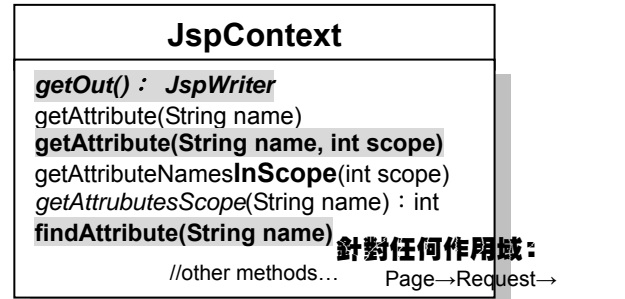 JspContext
getOut(): JspWriter
getAttribute(String name)
getAttribute(String name, int scope)
getAttributeNamesInScope(int scope)
getAttrubutesScope(String name):int
findAttribute(String name)
針對任何作用域:
//other methods…
Page→Request→